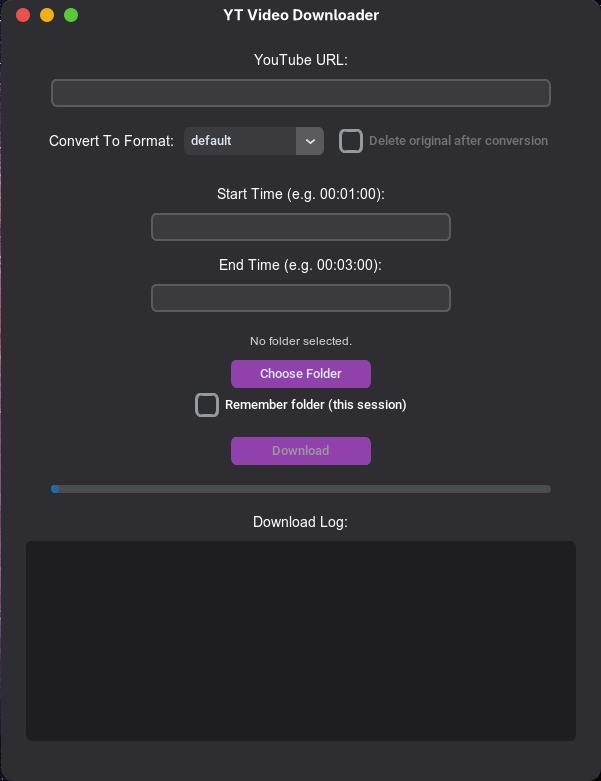 YT Video Downloader
YouTube URL:
Convert To Format: default Delete original after conversion
Start Time (e.g. 00:01:00):
End Time (e.g. 00:03:00):
No folder selected.
Choose Folder
Remember folder (this session)
Download
Download Log: